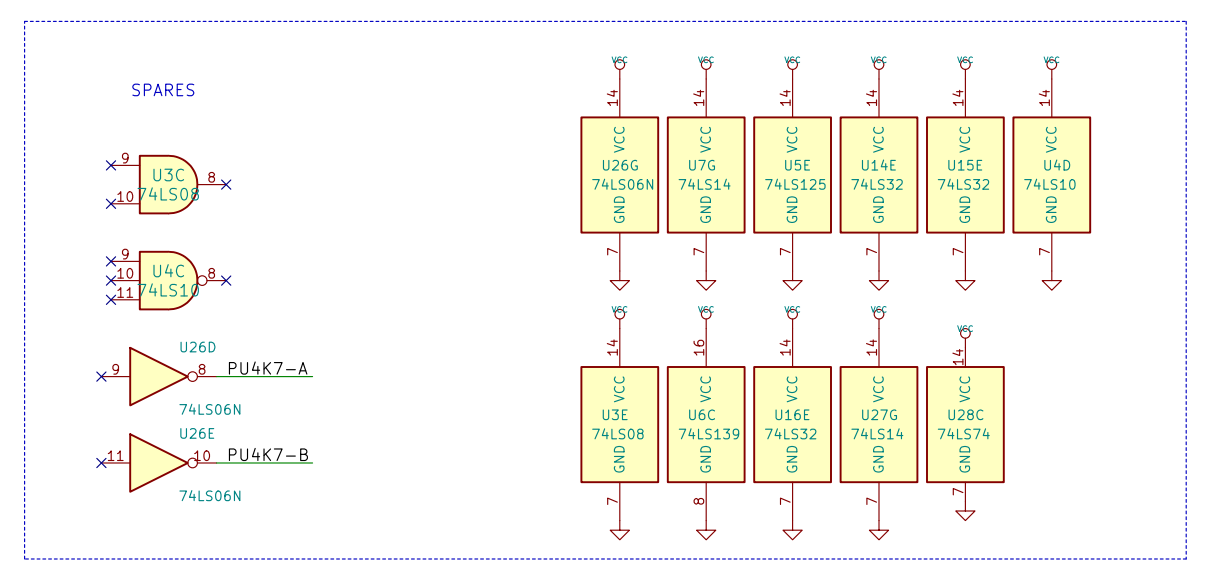 SPARES
9
10
U3C
74LS08
8
9
10
11
U4C
74LS10
8
U26D
9
8
PU4K7-A
74LS06N
U26E
11
10
PU4K7-B
74LS06N
VCC
14
VCC
U26G
74LS06N
GND
7
VCC
14
VCC
U7G
74LS14
GND
7
VCC
14
VCC
U5E
74LS125
GND
7
VCC
14
VCC
U14E
74LS32
GND
7
VCC
14
VCC
U15E
74LS32
GND
7
VCC
14
VCC
U4D
74LS10
GND
7
VCC
14
VCC
U3E
74LS08
GND
7
VCC
16
VCC
U6C
74LS139
GND
8
VCC
14
VCC
U16E
74LS32
GND
7
VCC
14
VCC
U27G
74LS14
GND
7
VCC
14
VCC
U28C
74LS74
GND
7